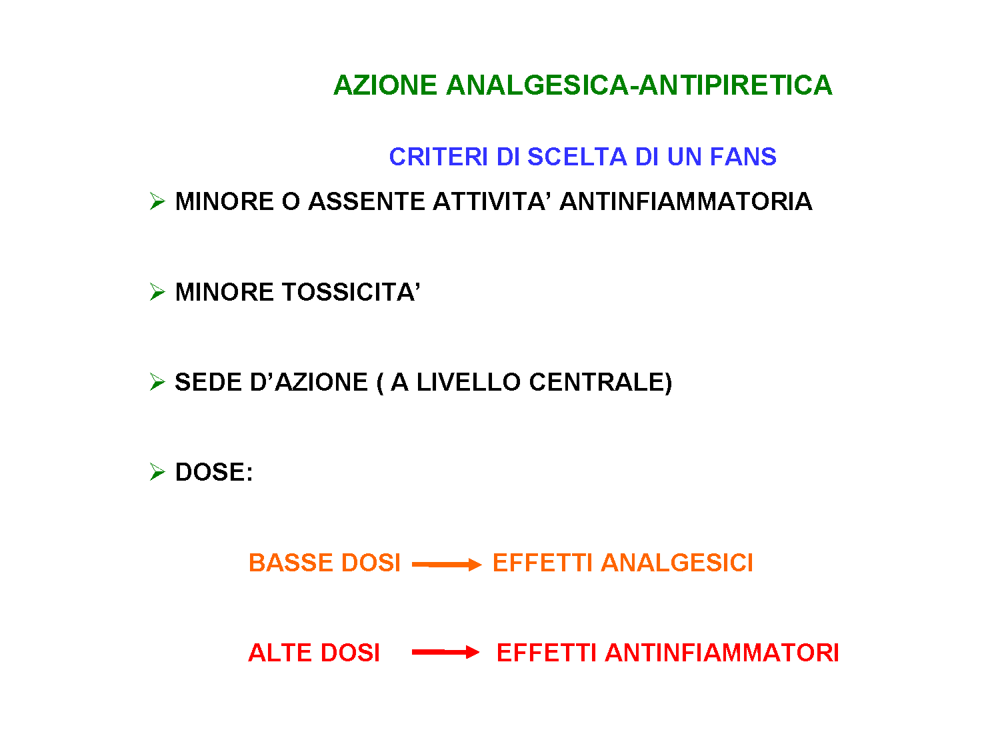 AZIONE ANALGESICA-ANTIPIRETICA
CRITERI DI SCELTA DI UN FANS
MINORE O ASSENTE ATTIVITA’ ANTINFIAMMATORIA
MINORE TOSSICITA’
SEDE D’AZIONE ( A LIVELLO CENTRALE)
DOSE:
BASSE DOSI EFFETTI ANALGESICI
ALTE DOSI EFFETTI ANTINFIAMMATORI